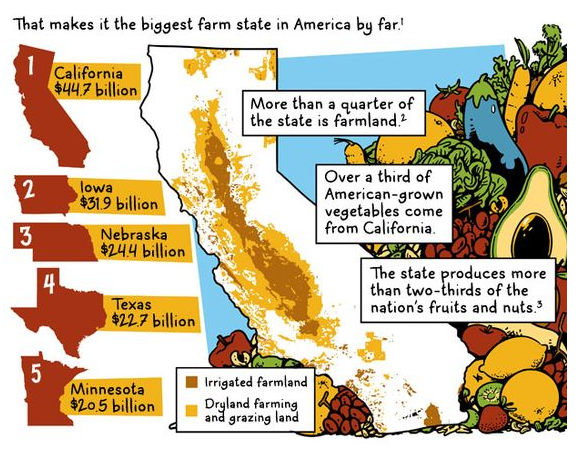 That makes it the biggest farm state in America by far.¹
1
California
$44.7 billion
2
Iowa
$31.9 billion
3
Nebraska
$24.4 billion
4
Texas
$22.7 billion
5
Minnesota
$20.5 billion
More than a quarter of
the state is farmland.²
Over a third of
American-grown
vegetables come
from California.
The state produces more
than two-thirds of the
nation's fruits and nuts.³
Irrigated farmland
Dryland farming
and grazing land